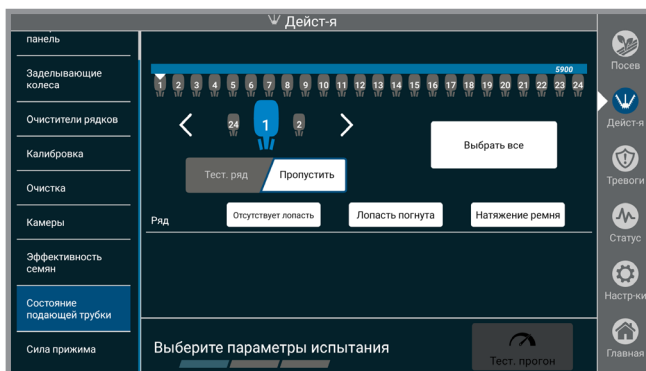 Дейст-я
панель
Заделывающие
колеса
Очистители рядков
Калибровка
Очистка
Камеры
Эффективность
семян
Состояние
подающей трубки
Сила прижима
5900
1 2 3 4 5 6 7 8 9 10 11 12 13 14 15 16 17 18 19 20 21 22 23 24
24 1 2
Выбрать все
Тест. ряд Пропустить
Ряд Отсутствует лопасть Лопасть погнута Натяжение ремня
Выберите параметры испытания
Тест. прогон
Посев
Дейст-я
Тревоги
Статус
Настр-ки
Главная